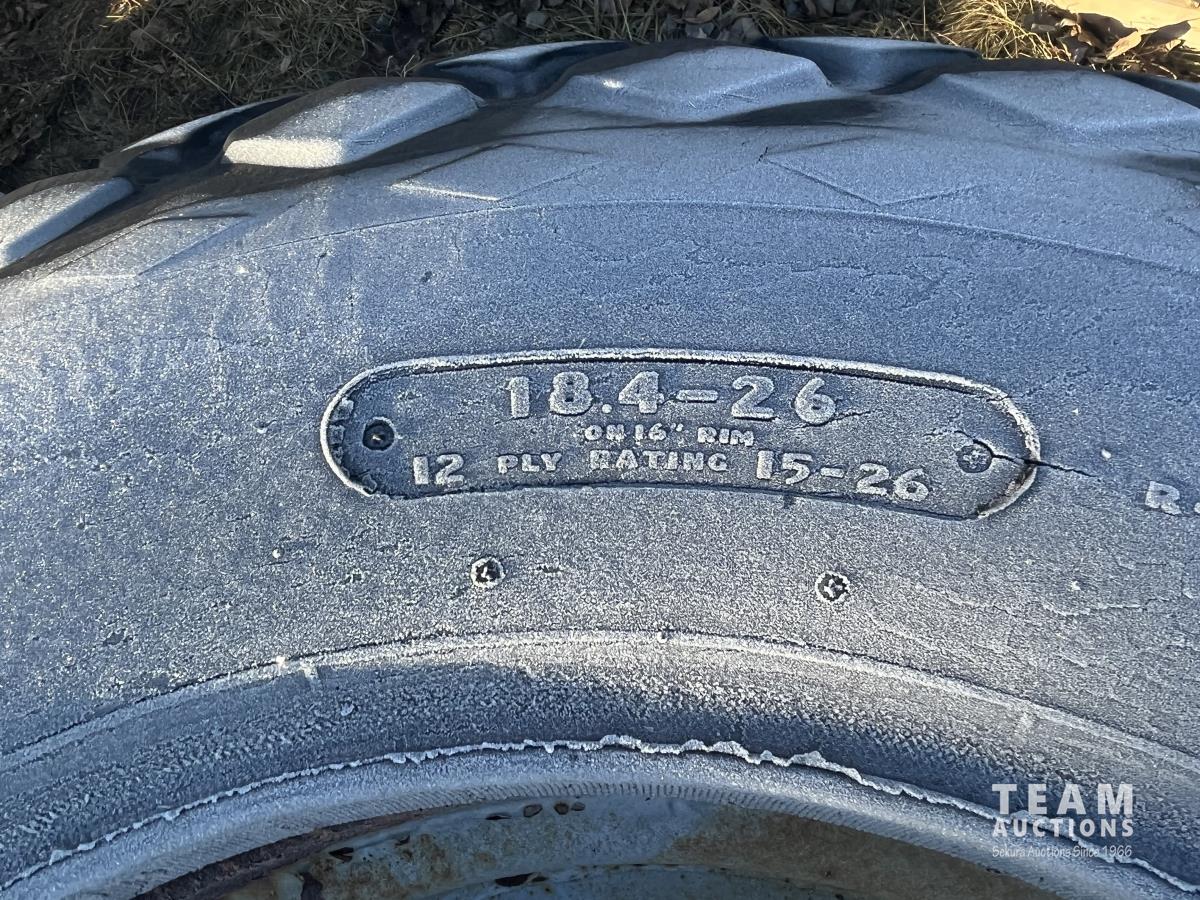 18.4-26
ON 16" RIM
12 PLY RATING 15-26
R
TEAM
AUCTIONS
Sekura Auctions Since 1966